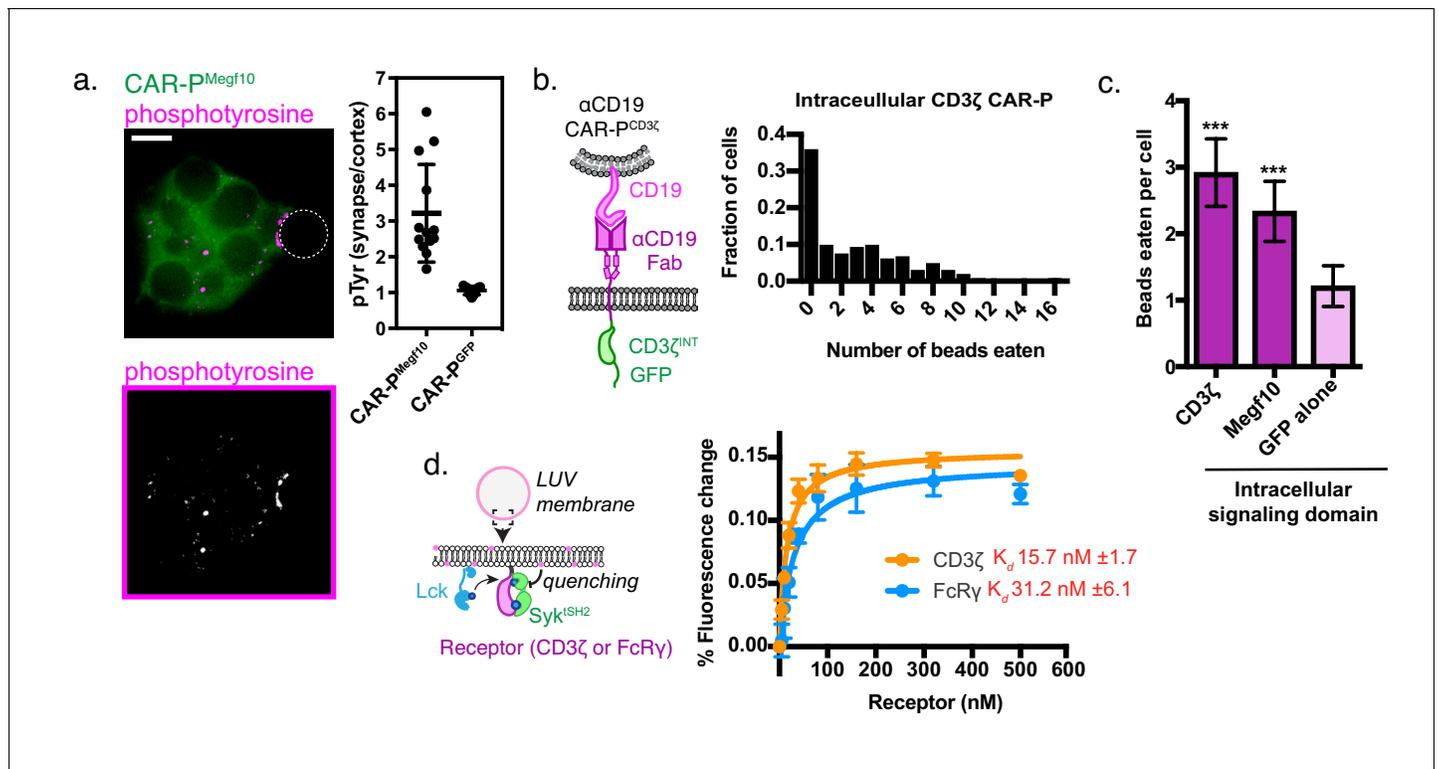 a.
CAR-P^Megf10
phosphotyrosine
phosphotyrosine
pTyr (synapse/cortex)
7
6
5
4
3
2
1
0
CAR-P^Megf10
CAR-P^GFP
b.
αCD19
CAR-P^CD3ζ
CD19
αCD19
Fab
CD3ζ^INT
GFP
Intraceullular CD3ζ CAR-P
Fraction of cells
0.4
0.3
0.2
0.1
0.0
0 2 4 6 8 10 12 14 16
Number of beads eaten
c.
Beads eaten per cell
4
3
2
1
0
***
***
CD3ζ
Megf10
GFP alone
Intracellular
signaling domain
d.
LUV
membrane
quenching
Lck
Syk^tSH2
Receptor (CD3ζ or FcRγ)
% Fluorescence change
0.15
0.10
0.05
0.00
CD3ζ K_d 15.7 nM ±1.7
FcRγ K_d 31.2 nM ±6.1
100 200 300 400 500 600
Receptor (nM)